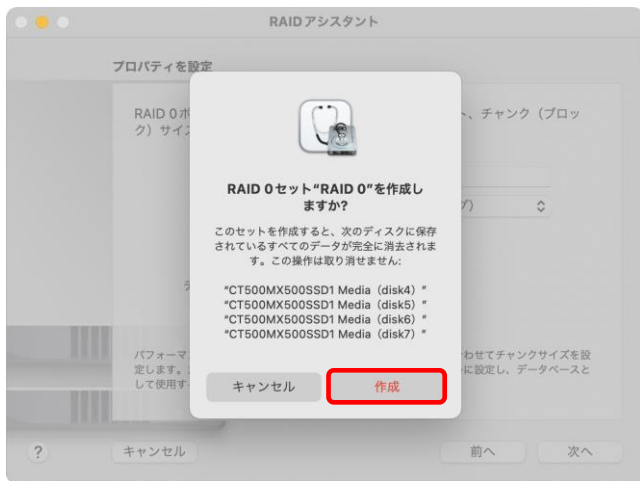 RAIDアシスタント
プロパティを設定
RAID 0ボ
ト、チャンク（ブロッ
ク）サイズ
プ）
RAID 0セット“RAID 0”を作成し
ますか?
このセットを作成すると、次のディスクに保存
されているすべてのデータが完全に消去されま
す。この操作は取り消せません:
“CT500MX500SSD1 Media（disk4）”
“CT500MX500SSD1 Media（disk5）”
“CT500MX500SSD1 Media（disk6）”
“CT500MX500SSD1 Media（disk7）”
キャンセル
作成
パフォーマ
わせてチャンクサイズを設
定します。
に設定し、データベースと
して使用す
?
キャンセル
前へ
次へ